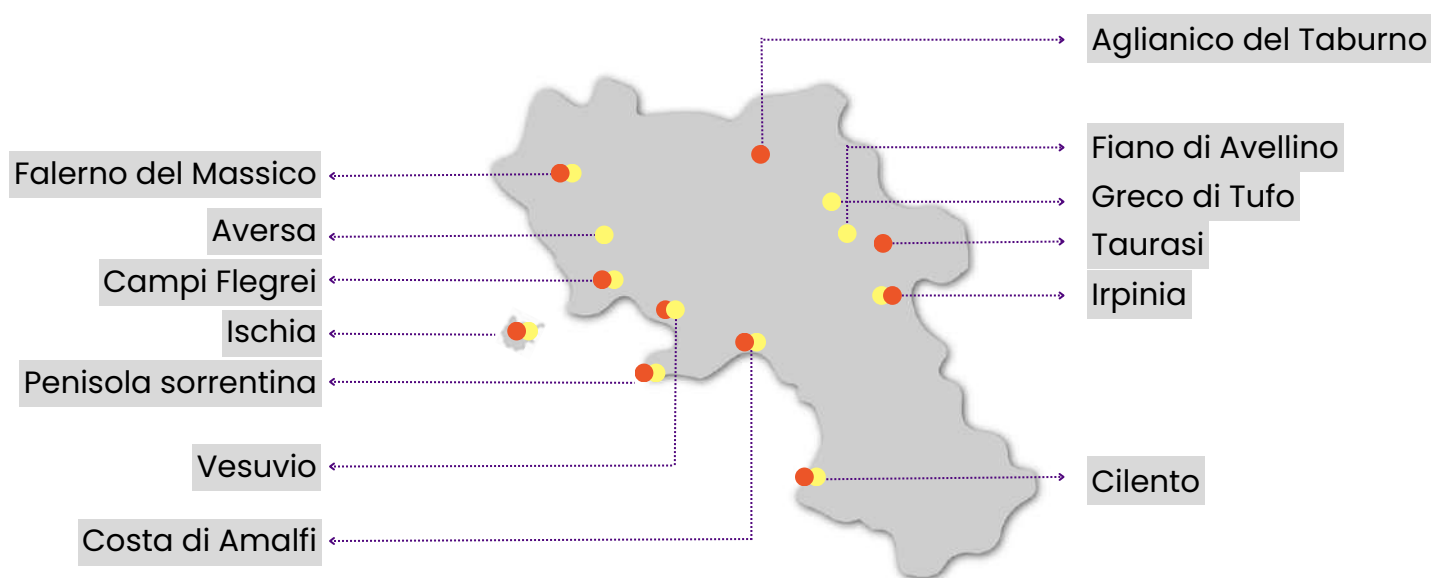 Falerno del Massico
Aversa
Campi Flegrei
Ischia
Penisola sorrentina
Vesuvio
Costa di Amalfi
Aglianico del Taburno
Fiano di Avellino
Greco di Tufo
Taurasi
Irpinia
Cilento